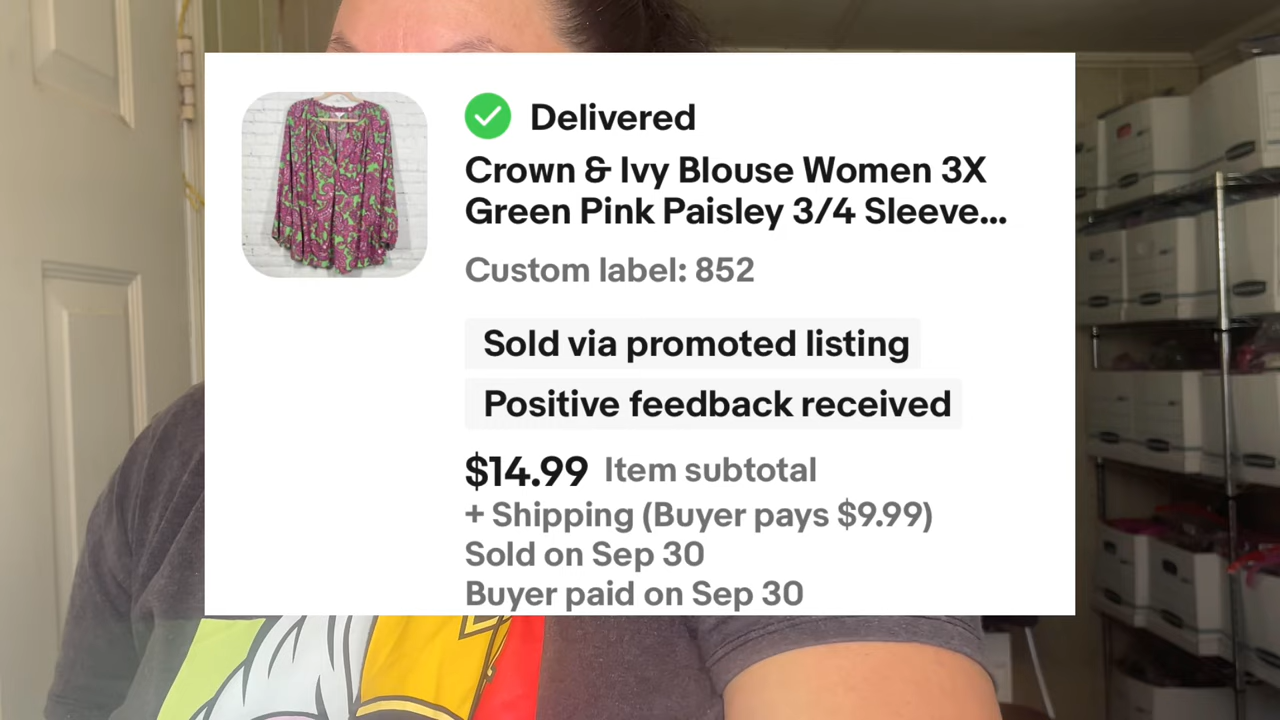 Delivered
Crown & Ivy Blouse Women 3X
Green Pink Paisley 3/4 Sleeve...
Custom label: 852
Sold via promoted listing
Positive feedback received
$14.99 Item subtotal
+ Shipping (Buyer pays $9.99)
Sold on Sep 30
Buyer paid on Sep 30